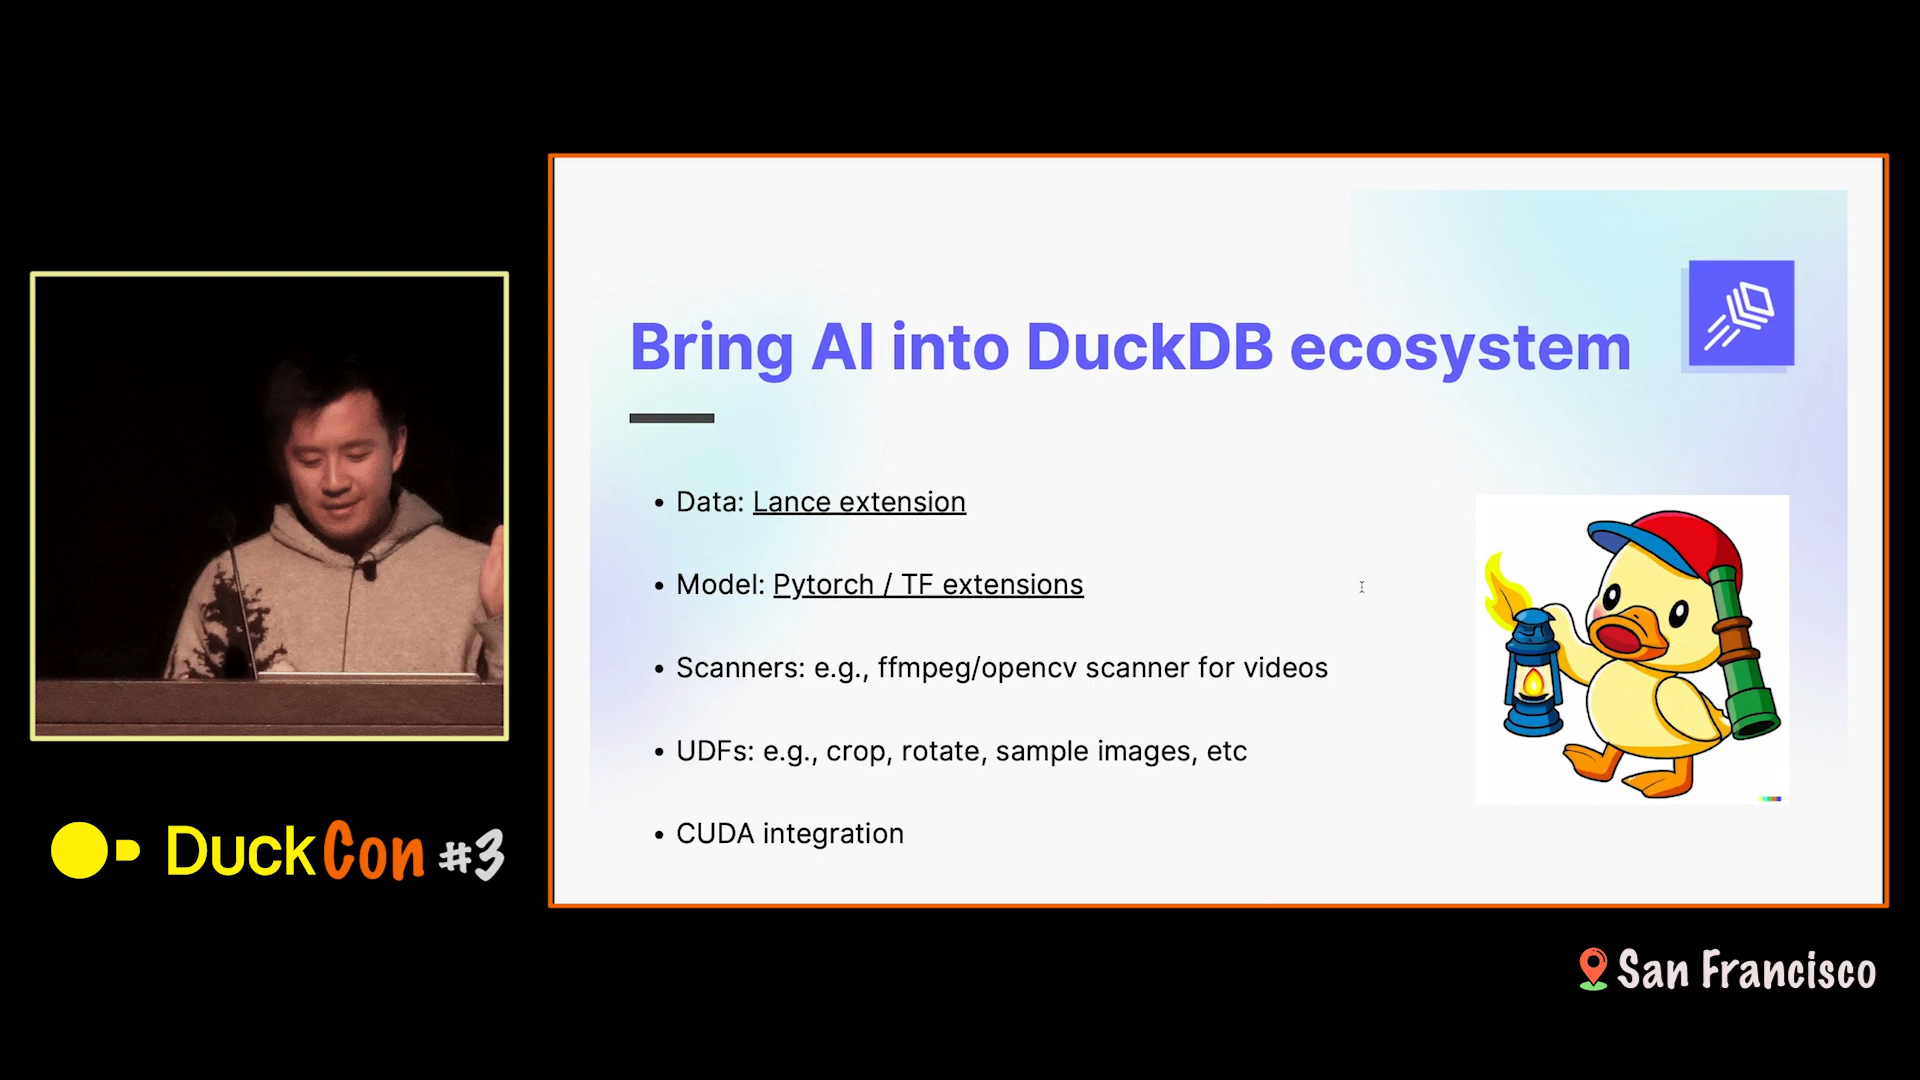 Bring AI into DuckDB ecosystem
• Data: Lance extension
• Model: Pytorch / TF extensions
• Scanners: e.g., ffmpeg/opencv scanner for videos
• UDFs: e.g., crop, rotate, sample images, etc
• CUDA integration
DuckCon #3
San Francisco